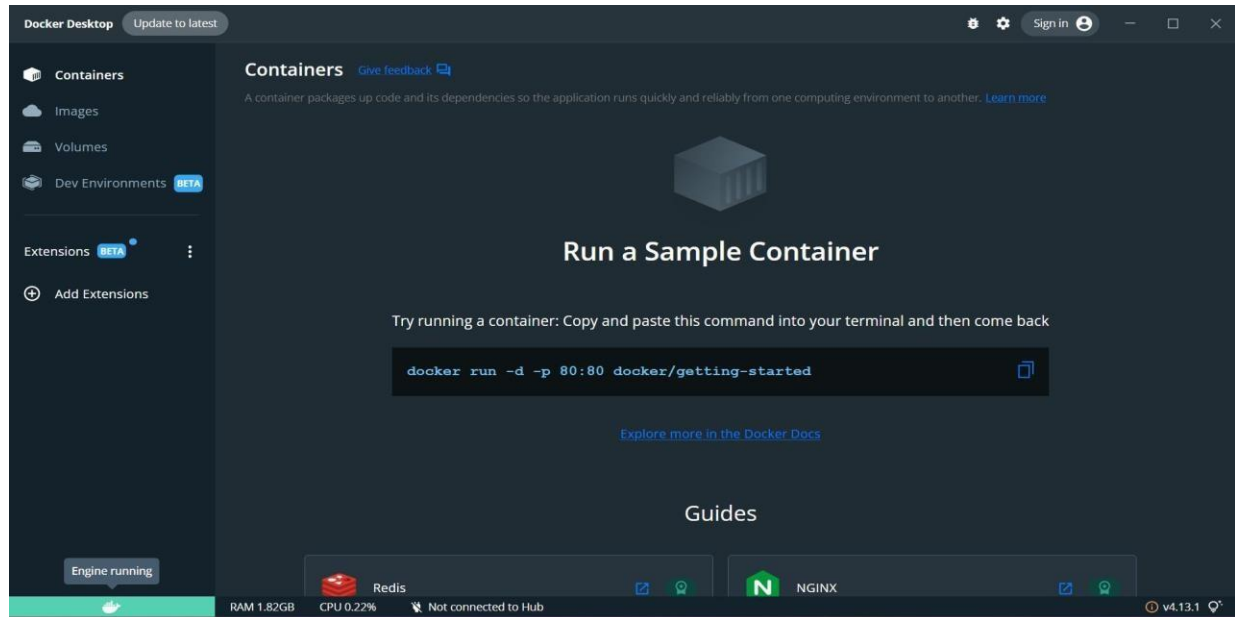 Docker Desktop Update to latest
Sign in
Containers
Images
Volumes
Dev Environments BETA
Extensions BETA
Add Extensions
Containers Give feedback
A container packages up code and its dependencies so the application runs quickly and reliably from one computing environment to another. Learn more
Run a Sample Container
Try running a container: Copy and paste this command into your terminal and then come back
docker run -d -p 80:80 docker/getting-started
Explore more in the Docker Docs
Guides
Redis
N NGINX
Engine running
RAM 1.82GB CPU 0.22% Not connected to Hub v4.13.1